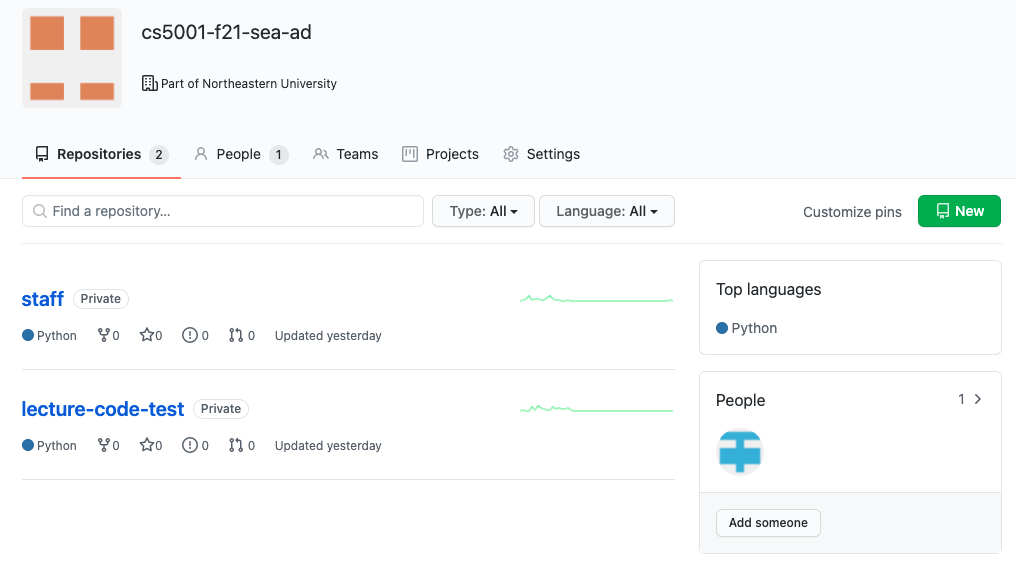 cs5001-f21-sea-ad
Part of Northeastern University
Repositories 2 People 1 Teams Projects Settings
Find a repository... Type: All Language: All Customize pins New
staff Private
Python 0 0 0 0 Updated yesterday
lecture-code-test Private
Python 0 0 0 0 Updated yesterday
Top languages
Python
People 1
Add someone